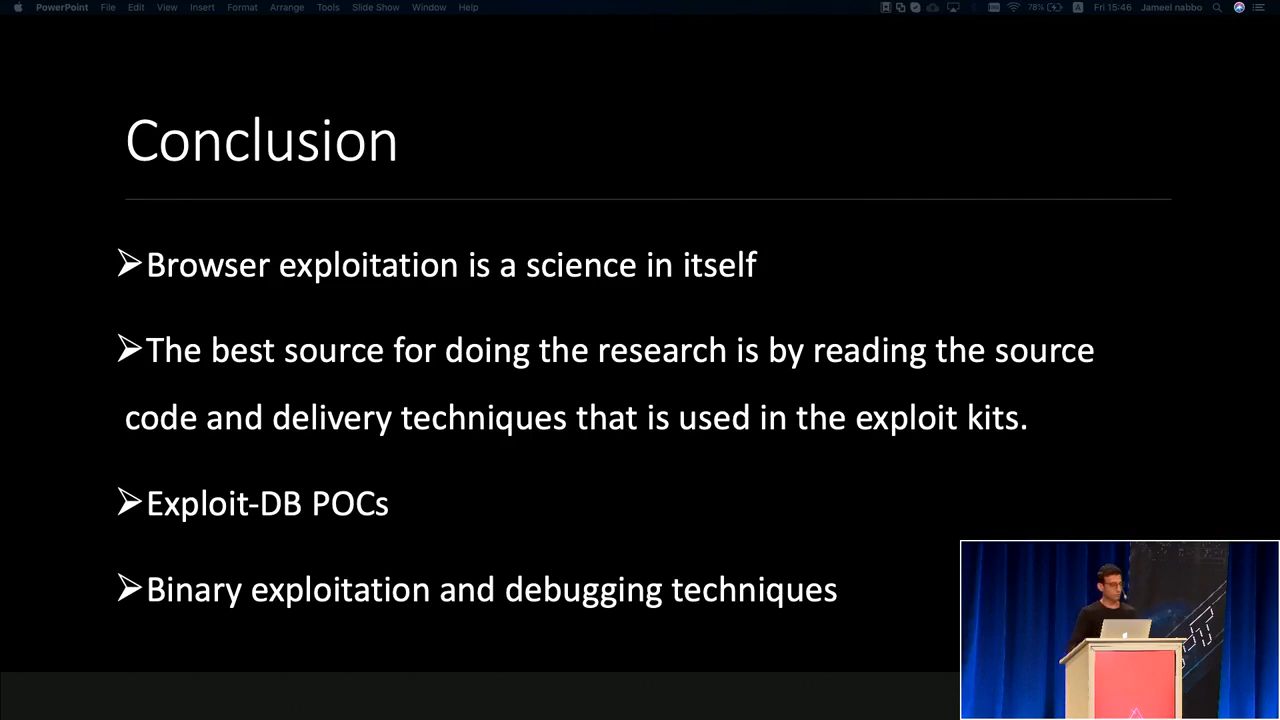 PowerPoint File Edit View Insert Format Arrange Tools Slide Show Window Help 78% Fri 15:46 Jameel nabbo
Conclusion
Browser exploitation is a science in itself
The best source for doing the research is by reading the source
code and delivery techniques that is used in the exploit kits.
Exploit-DB POCs
Binary exploitation and debugging techniques